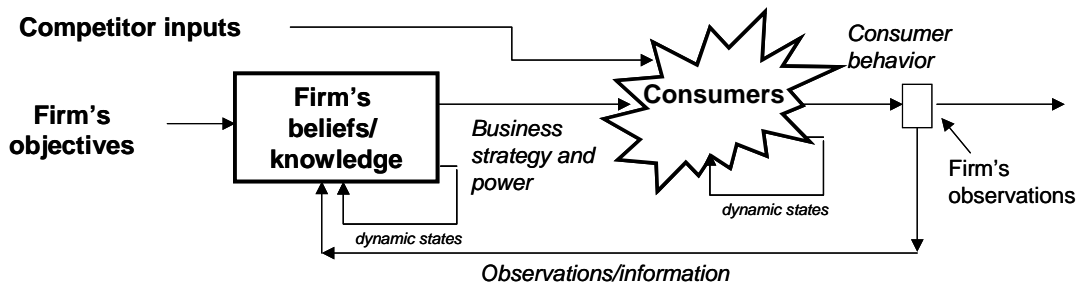 Competitor inputs
Consumer
behavior
Firm's
objectives
Firm's
beliefs/
knowledge
Consumers
Business
strategy and
power
Firm's
observations
dynamic states
dynamic states
Observations/information